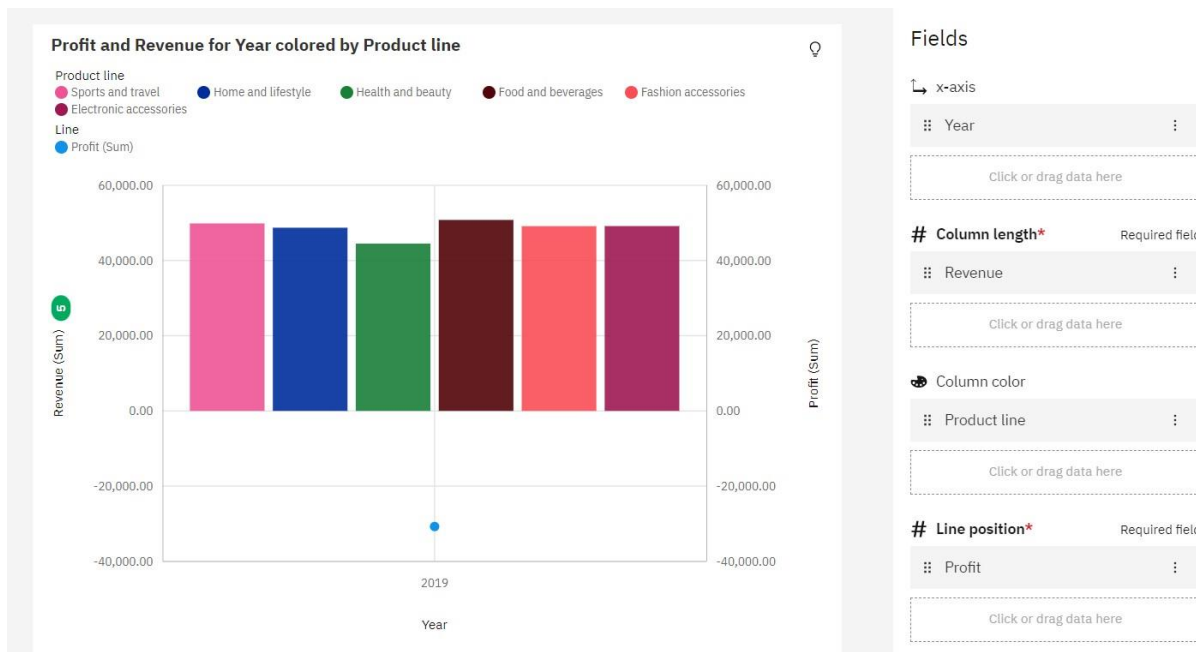 Profit and Revenue for Year colored by Product line
Product line
Sports and travel Home and lifestyle Health and beauty Food and beverages Fashion accessories
Electronic accessories
Line
Profit (Sum)
60,000.00
40,000.00
20,000.00
0.00
-20,000.00
-40,000.00
Revenue (Sum)
5
60,000.00
40,000.00
20,000.00
0.00
-20,000.00
-40,000.00
Profit (Sum)
2019
Year
Fields
x-axis
Year
Click or drag data here
# Column length* Required field
Revenue
Click or drag data here
Column color
Product line
Click or drag data here
# Line position* Required field
Profit
Click or drag data here